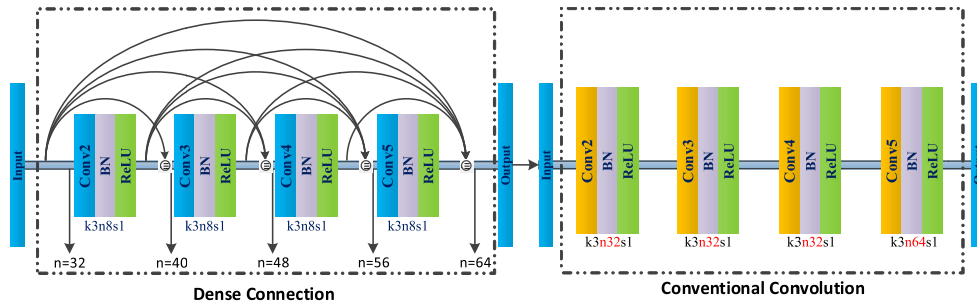 Input
Conv2
BN
ReLU
k3n8s1
Conv3
BN
ReLU
k3n8s1
Conv4
BN
ReLU
k3n8s1
Conv5
BN
ReLU
k3n8s1
n=32
n=40
n=48
n=56
n=64
Output
Dense Connection
Input
Conv2
BN
ReLU
k3n32s1
Conv3
BN
ReLU
k3n32s1
Conv4
BN
ReLU
k3n32s1
Conv5
BN
ReLU
k3n64s1
Conventional Convolution